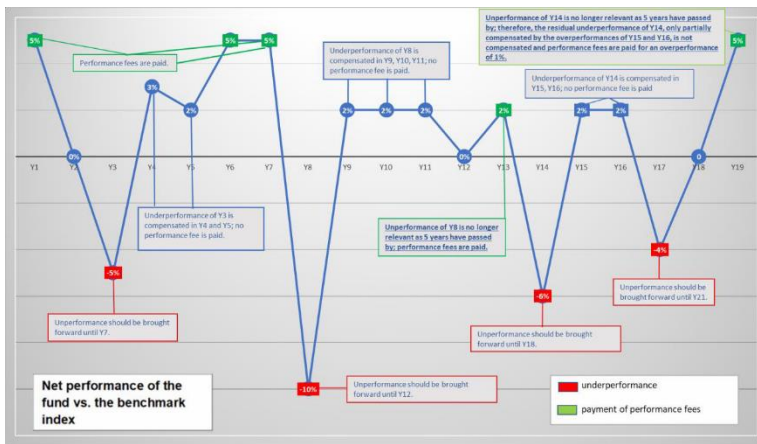 Unperformance of Y14 is no longer relevant as 5 years have passed
by; therefore, the residual underperformance of Y14, only partially
compensated by the overperformances of Y15 and Y16, is not
compensated and performance fees are paid for an overperformance
of 1%.
5%
5%
5%
5%
Performance fees are paid.
Underperformance of Y8 is
compensated in Y9, Y10, Y11; no
performance fee is paid.
Underperformance of Y14 is compensated in
Y15, Y16; no performance fee is paid
3%
2%
2%
2%
2%
2%
2%
2%
0%
0%
0
Y1
Y2
Y3
Y4
Y5
Y6
Y7
Y8
Y9
Y10
Y11
Y12
Y13
Y14
Y15
Y16
Y17
Y18
Y19
Underperformance of Y3 is
compensated in Y4 and Y5; no
performance fee is paid.
Unperformance of Y8 is no longer
relevant as 5 years have passed
by; performance fees are paid.
-5%
-4%
-6%
Unperformance should be
brought forward until Y21.
Unperformance should be brought
forward until Y7.
Unperformance should be brought
forward until Y18.
-10%
Unperformance should be brought
forward until Y12.
Net performance of the
fund vs. the benchmark
index
underperformance
payment of performance fees